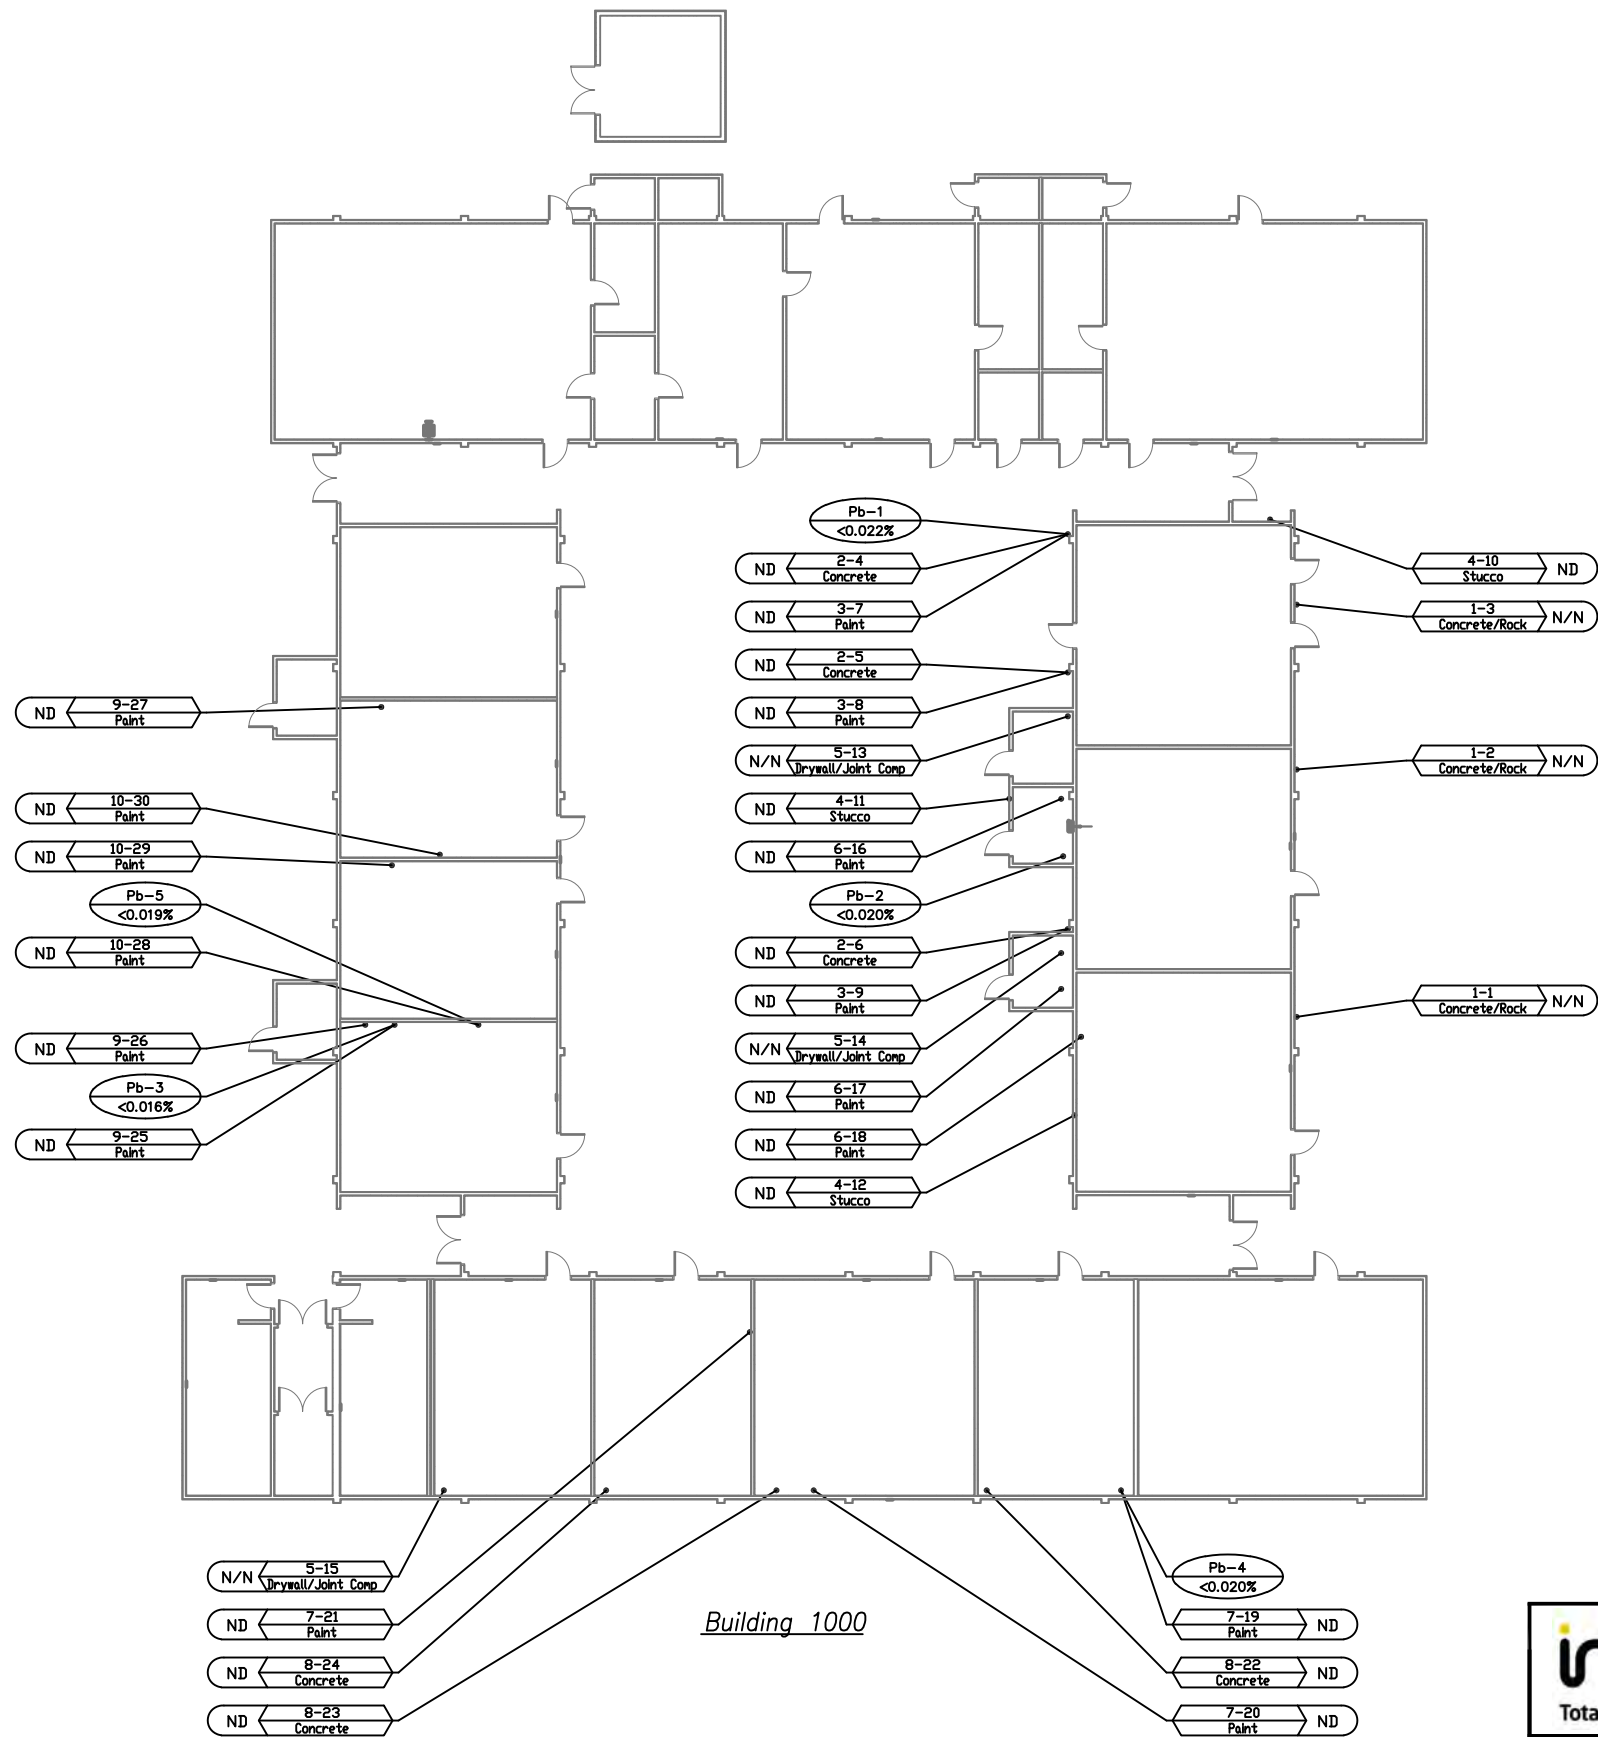 Pb-1
<0.022%
ND
2-4
Concrete
ND
3-7
Paint
ND
2-5
Concrete
ND
3-8
Paint
N/N
5-13
Drywall/Joint Comp
ND
4-11
Stucco
ND
6-16
Paint
Pb-2
<0.020%
ND
2-6
Concrete
ND
3-9
Paint
N/N
5-14
Drywall/Joint Comp
ND
6-17
Paint
ND
6-18
Paint
ND
4-12
Stucco
4-10
Stucco
ND
1-3
Concrete/Rock
N/N
1-2
Concrete/Rock
N/N
1-1
Concrete/Rock
N/N
ND
9-27
Paint
ND
10-30
Paint
ND
10-29
Paint
Pb-5
<0.019%
ND
10-28
Paint
ND
9-26
Paint
Pb-3
<0.016%
ND
9-25
Paint
N/N
5-15
Drywall/Joint Comp
ND
7-21
Paint
ND
8-24
Concrete
ND
8-23
Concrete
Building 1000
Pb-4
<0.020%
7-19
Paint
ND
8-22
Concrete
ND
7-20
Paint
ND
Tota